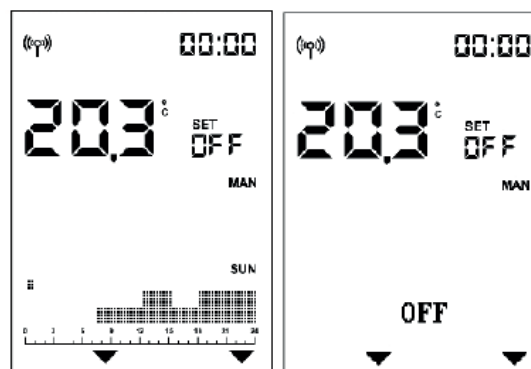 00:00
20.3 °C
SET
OFF
MAN
SUN
0 3 6 9 12 15 18 21 24
00:00
20.3 °C
SET
OFF
MAN
OFF